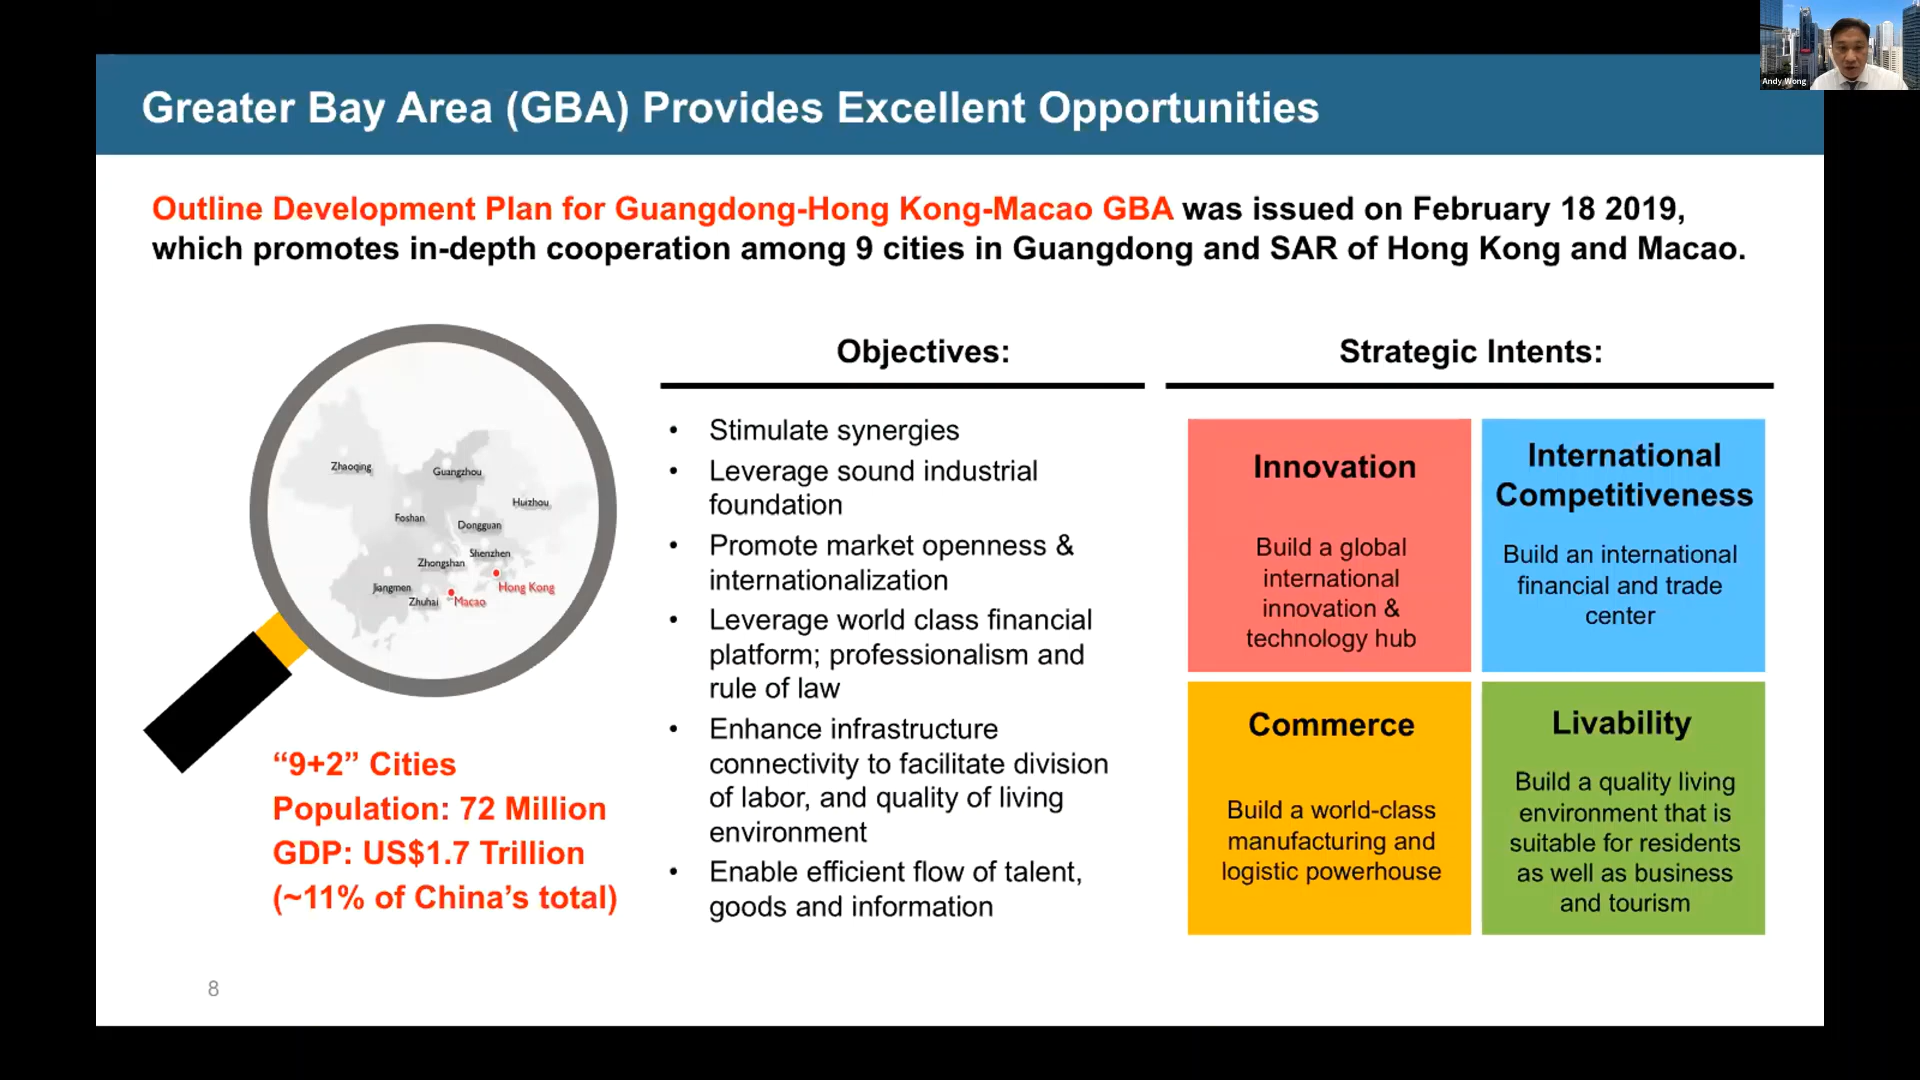 Andy Wong
Greater Bay Area (GBA) Provides Excellent Opportunities
Outline Development Plan for Guangdong-Hong Kong-Macao GBA was issued on February 18 2019,
which promotes in-depth cooperation among 9 cities in Guangdong and SAR of Hong Kong and Macao.
Zhaoqing
Guangzhou
Huizhou
Foshan
Dongguan
Shenzhen
Zhongshan
Jiangmen
Hong Kong
Zhuhai
Macao
“9+2” Cities
Population: 72 Million
GDP: US$1.7 Trillion
(~11% of China’s total)
Objectives:
• Stimulate synergies
• Leverage sound industrial
foundation
• Promote market openness &
internationalization
• Leverage world class financial
platform; professionalism and
rule of law
• Enhance infrastructure
connectivity to facilitate division
of labor, and quality of living
environment
• Enable efficient flow of talent,
goods and information
Strategic Intents:
Innovation
Build a global
international
innovation &
technology hub
International
Competitiveness
Build an international
financial and trade
center
Commerce
Build a world-class
manufacturing and
logistic powerhouse
Livability
Build a quality living
environment that is
suitable for residents
as well as business
and tourism
8